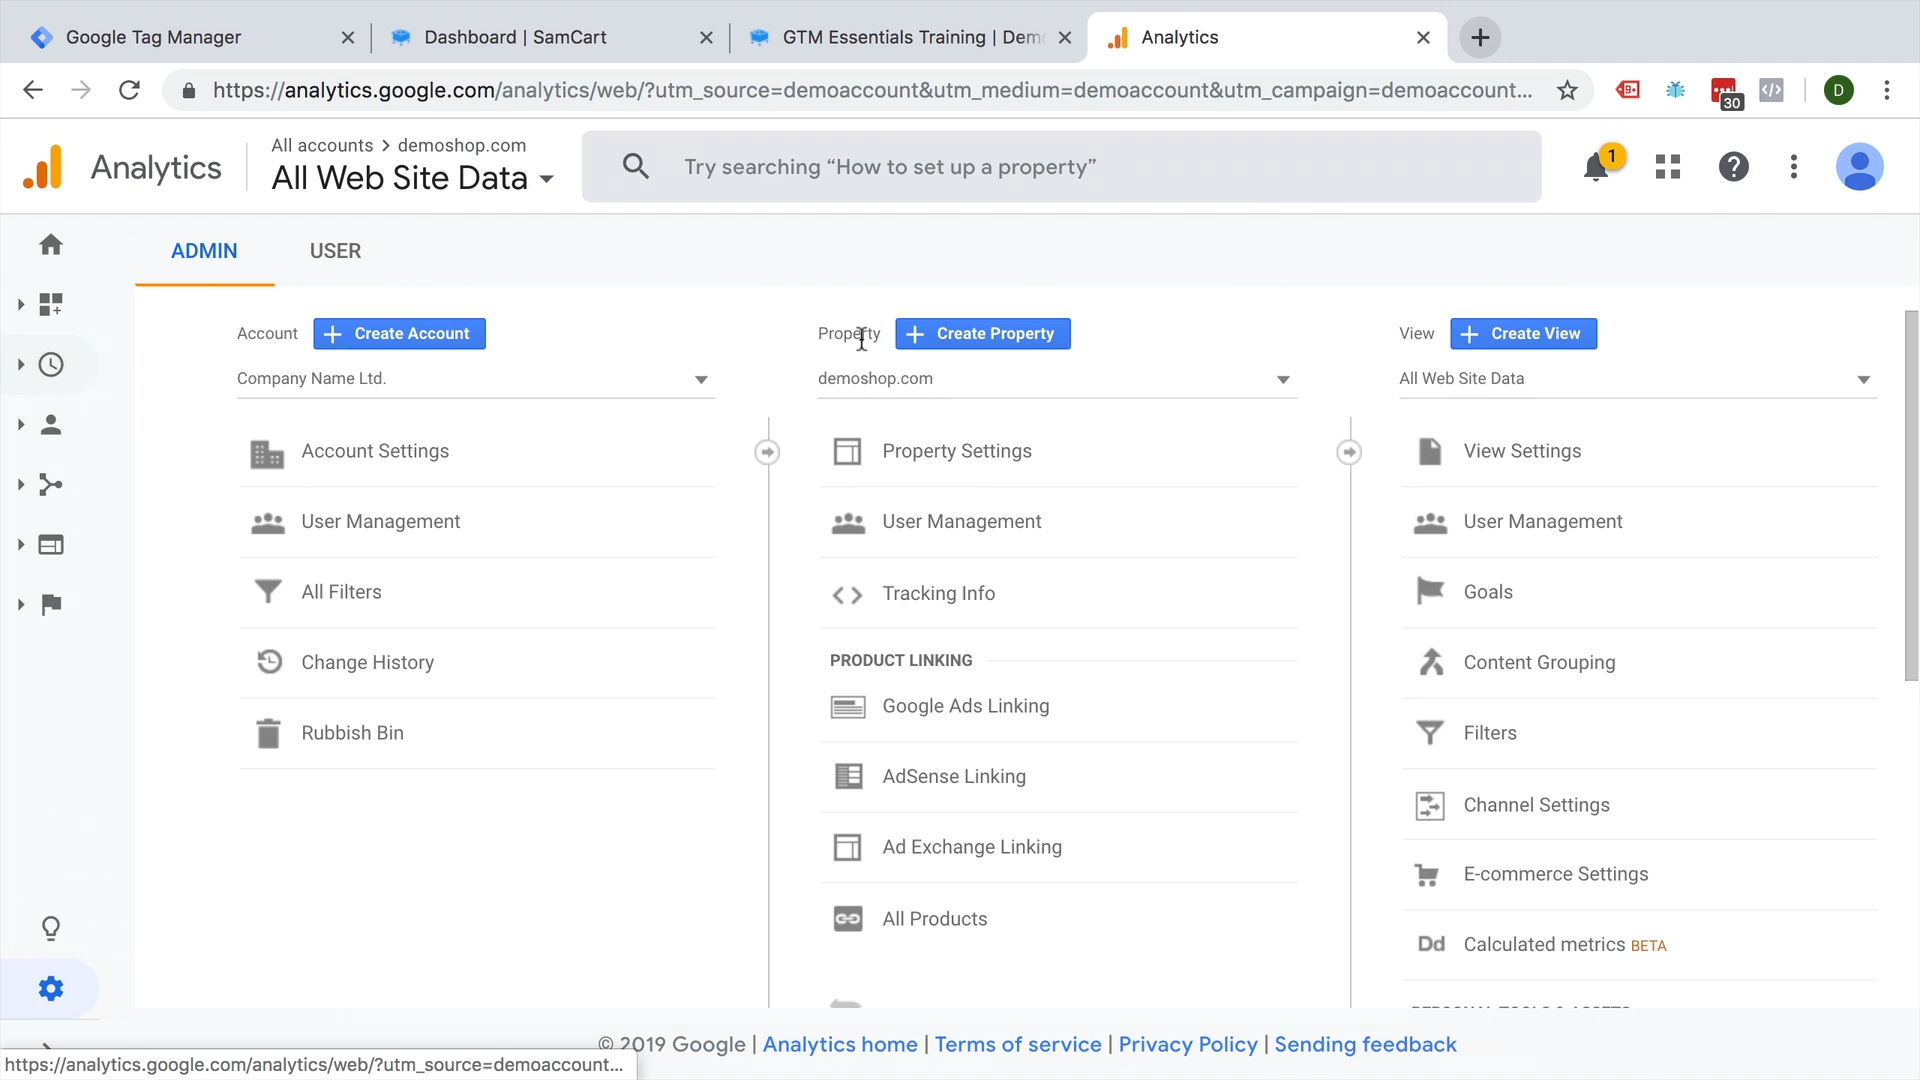 Google Tag Manager
Dashboard | SamCart
GTM Essentials Training | Dem
Analytics
https://analytics.google.com/analytics/web/?utm_source=demoaccount&utm_medium=demoaccount&utm_campaign=demoaccount...
30
D
Analytics
All accounts > demoshop.com
All Web Site Data
Try searching “How to set up a property”
1
ADMIN
USER
Account
+ Create Account
Property
+ Create Property
View
+ Create View
Company Name Ltd.
demoshop.com
All Web Site Data
Account Settings
User Management
All Filters
Change History
Rubbish Bin
Property Settings
User Management
Tracking Info
PRODUCT LINKING
Google Ads Linking
AdSense Linking
Ad Exchange Linking
All Products
View Settings
User Management
Goals
Content Grouping
Filters
Channel Settings
E-commerce Settings
Dd Calculated metrics BETA
© 2019 Google | Analytics home | Terms of service | Privacy Policy | Sending feedback
https://analytics.google.com/analytics/web/?utm_source=demoaccount...